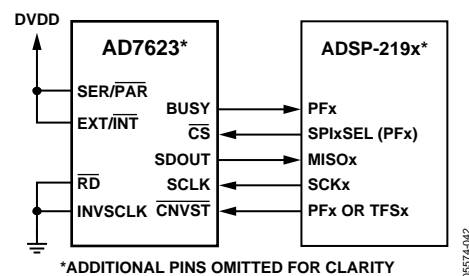 DVDD
AD7623*
ADSP-219x*
SER/PAR
EXT/INT
BUSY
PFx
CS
SPIxSEL (PFx)
SDOUT
MISOx
RD
SCLK
SCKx
INVSCLK
CNVST
PFx OR TFSx
*ADDITIONAL PINS OMITTED FOR CLARITY
06574-042